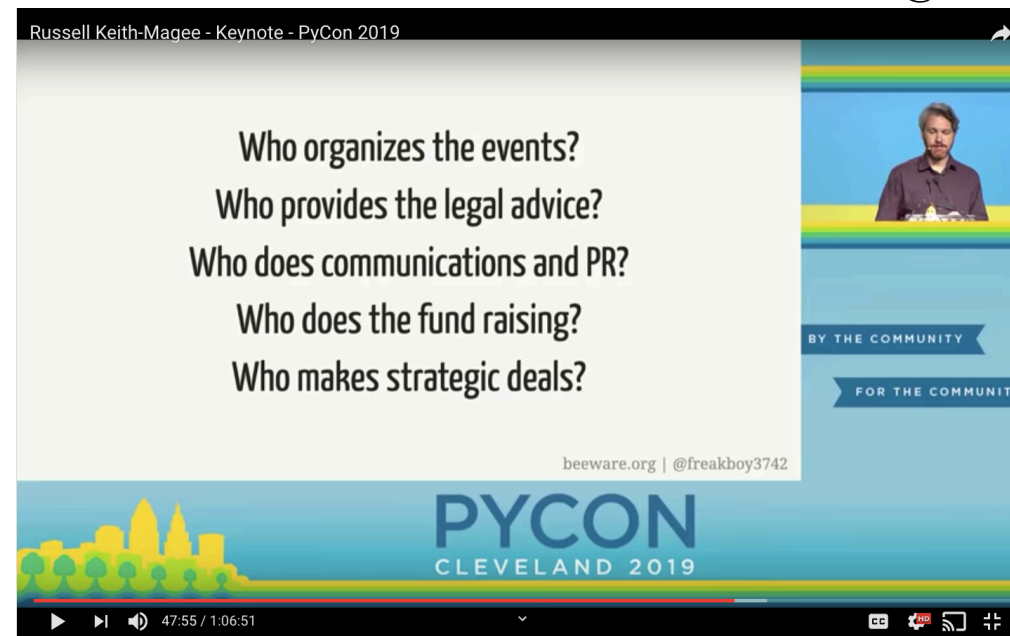 Russell Keith-Magee - Keynote - PyCon 2019
Who organizes the events?
Who provides the legal advice?
Who does communications and PR?
Who does the fund raising?
Who makes strategic deals?
beeware.org | @freakboy3742
BY THE COMMUNITY
FOR THE COMMUNIT
PYCON
CLEVELAND 2019
47:55 / 1:06:51
CC
HD